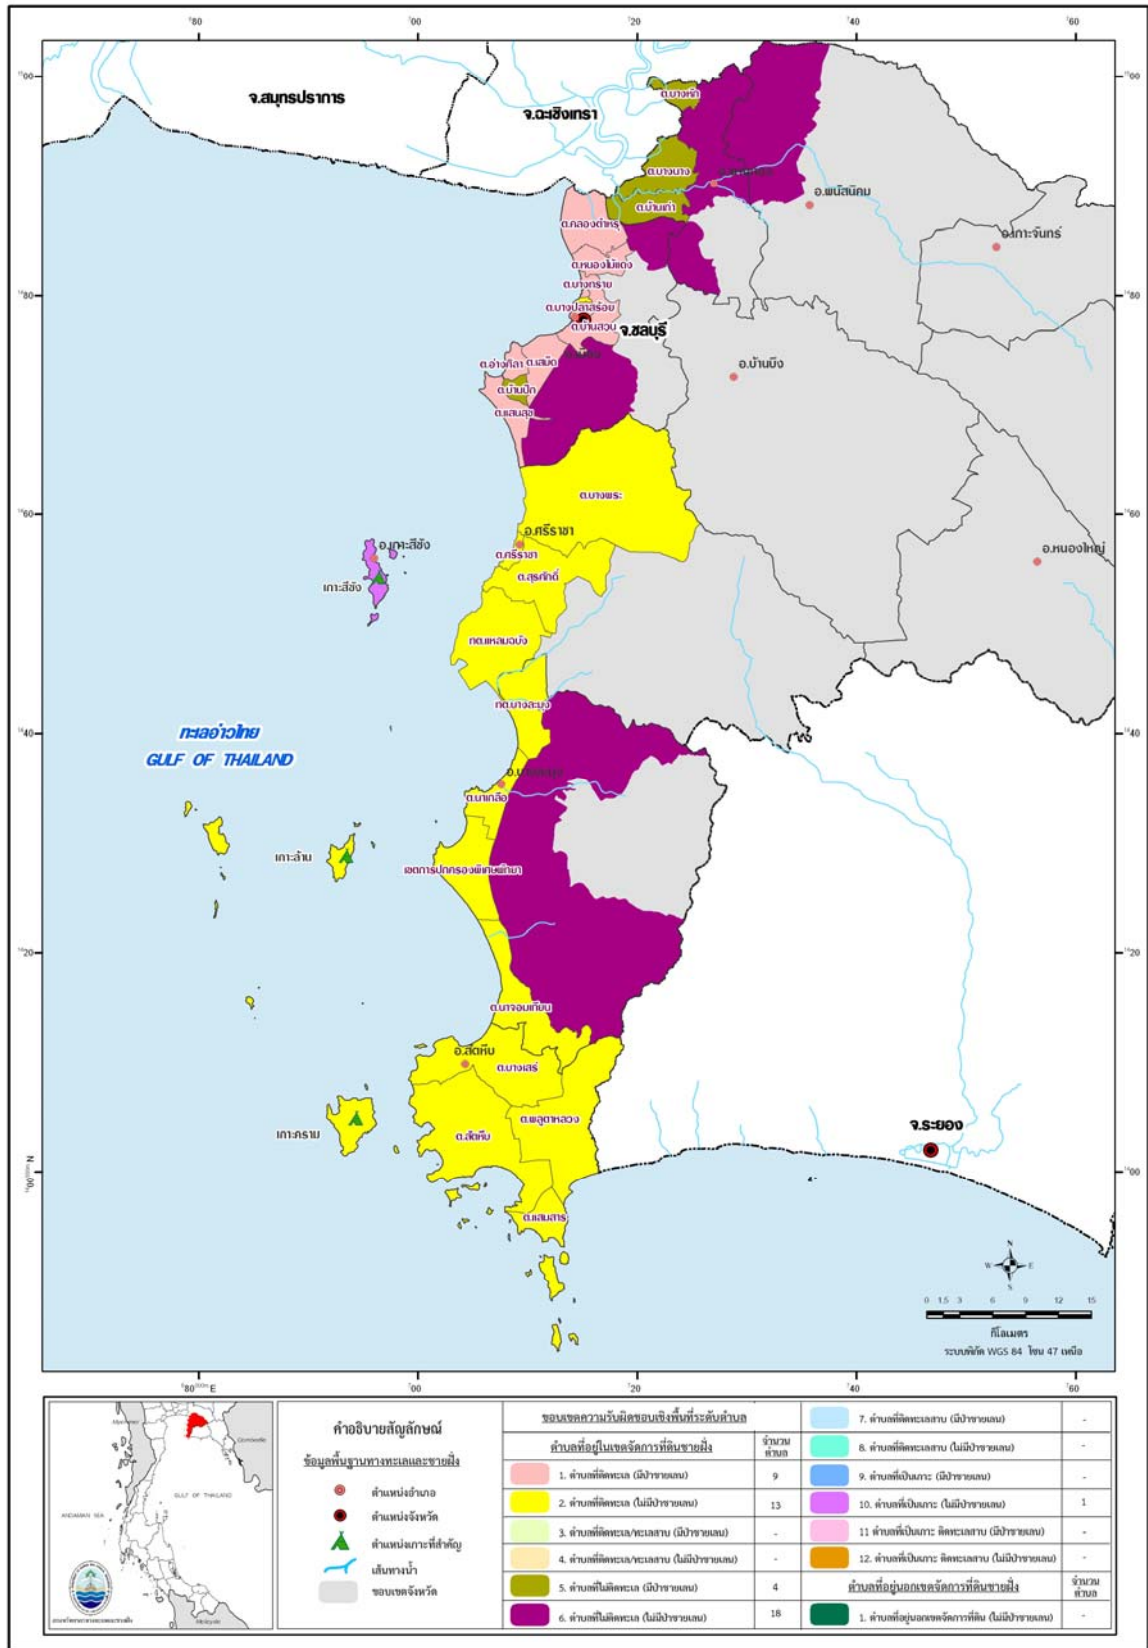 ⁶80
⁷00
⁷20
⁷40
⁷60
จ.สมุทรปราการ
จ.ฉะเชิงเทรา
ต.บางหัก
ต.บางนาง
ต.บ้านเก่า
อ.พนัสนิคม
อ.เกาะจันทร์
ต.คลองตำหรุ
ต.หนองไม้แดง
ต.บางทราย
ต.บางปลาสร้อย
ต.บ้านสวน
จ.ชลบุรี
ต.อ่างศิลา
ต.เสม็ด
ต.บ้านปึก
ต.แสนสุข
อ.บ้านบึง
ต.บางพระ
อ.ศรีราชา
ต.ศรีราชา
ต.สุรศักดิ์
อ.เกาะสีชัง
เกาะสีชัง
อ.หนองใหญ่
ทต.แหลมฉบัง
ทต.บางละมุง
ทะเลอ่าวไทย
GULF OF THAILAND
ต.นาเกลือ
เกาะล้าน
เขตการปกครองพิเศษพัทยา
ต.นาจอมเทียน
อ.สัตหีบ
ต.บางเสร่
ต.พลูตาหลวง
ต.สัตหีบ
เกาะคราม
ต.แสมสาร
จ.ระยอง
N
W E
S
0 1.5 3 6 9 12 15
กิโลเมตร
ระบบพิกัด WGS 84 โซน 47 เหนือ
⁶80⁰⁰⁰ᵐ E
⁷00
⁷20
⁷40
⁷60
Myanmar
Cambodia
GULF OF THAILAND
ANDAMAN SEA
Malaysia
กรมทรัพยากรทางทะเลและชายฝั่ง
คำอธิบายสัญลักษณ์
ข้อมูลพื้นฐานทางทะเลและชายฝั่ง
ตำแหน่งอำเภอ
ตำแหน่งจังหวัด
ตำแหน่งเกาะที่สำคัญ
เส้นทางน้ำ
ขอบเขตจังหวัด
ขอบเขตความรับผิดชอบเชิงพื้นที่ระดับตำบล
ตำบลที่อยู่ในเขตจัดการที่ดินชายฝั่ง
จำนวน
ตำบล
1. ตำบลที่ติดทะเล (มีป่าชายเลน) 9
2. ตำบลที่ติดทะเล (ไม่มีป่าชายเลน) 13
3. ตำบลที่ติดทะเล/ทะเลสาบ (มีป่าชายเลน) -
4. ตำบลที่ติดทะเล/ทะเลสาบ (ไม่มีป่าชายเลน) -
5. ตำบลที่ไม่ติดทะเล (มีป่าชายเลน) 4
6. ตำบลที่ไม่ติดทะเล (ไม่มีป่าชายเลน) 18
7. ตำบลที่ติดทะเลสาบ (มีป่าชายเลน) -
8. ตำบลที่ติดทะเลสาบ (ไม่มีป่าชายเลน) -
9. ตำบลที่เป็นเกาะ (มีป่าชายเลน) -
10. ตำบลที่เป็นเกาะ (ไม่มีป่าชายเลน) 1
11 ตำบลที่เป็นเกาะ ติดทะเลสาบ (มีป่าชายเลน) -
12. ตำบลที่เป็นเกาะ ติดทะเลสาบ (ไม่มีป่าชายเลน) -
ตำบลที่อยู่นอกเขตจัดการที่ดินชายฝั่ง
จำนวน
ตำบล
1. ตำบลที่อยู่นอกเขตจัดการที่ดิน (ไม่มีป่าชายเลน) -